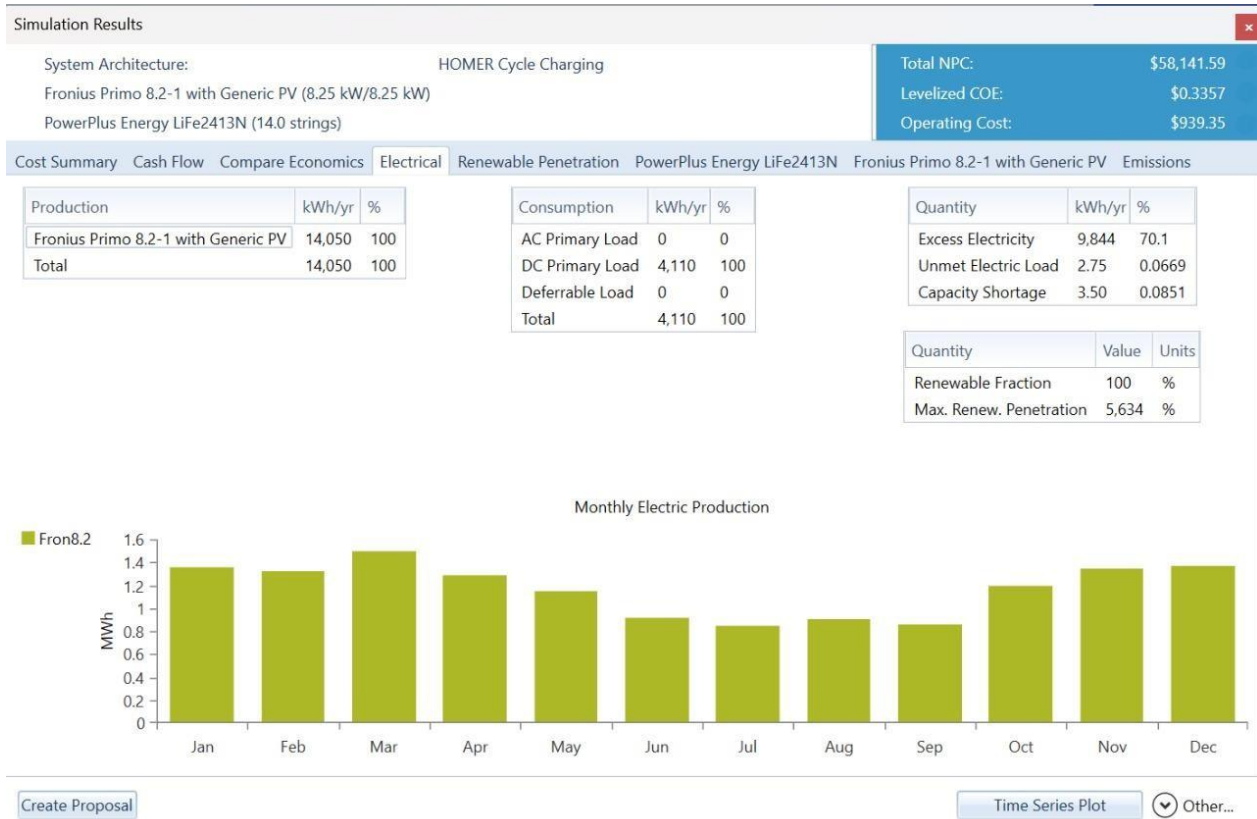 Simulation Results
System Architecture:
HOMER Cycle Charging
Fronius Primo 8.2-1 with Generic PV (8.25 kW/8.25 kW)
PowerPlus Energy LiFe2413N (14.0 strings)
Total NPC: $58,141.59
Levelized COE: $0.3357
Operating Cost: $939.35
Cost Summary Cash Flow Compare Economics Electrical Renewable Penetration PowerPlus Energy LiFe2413N Fronius Primo 8.2-1 with Generic PV Emissions
Production kWh/yr %
Fronius Primo 8.2-1 with Generic PV 14,050 100
Total 14,050 100
Consumption kWh/yr %
AC Primary Load 0 0
DC Primary Load 4,110 100
Deferrable Load 0 0
Total 4,110 100
Quantity kWh/yr %
Excess Electricity 9,844 70.1
Unmet Electric Load 2.75 0.0669
Capacity Shortage 3.50 0.0851
Quantity Value Units
Renewable Fraction 100 %
Max. Renew. Penetration 5,634 %
Monthly Electric Production
Fron8.2
MWh
1.6
1.4
1.2
1
0.8
0.6
0.4
0.2
0
Jan Feb Mar Apr May Jun Jul Aug Sep Oct Nov Dec
Create Proposal
Time Series Plot
Other...